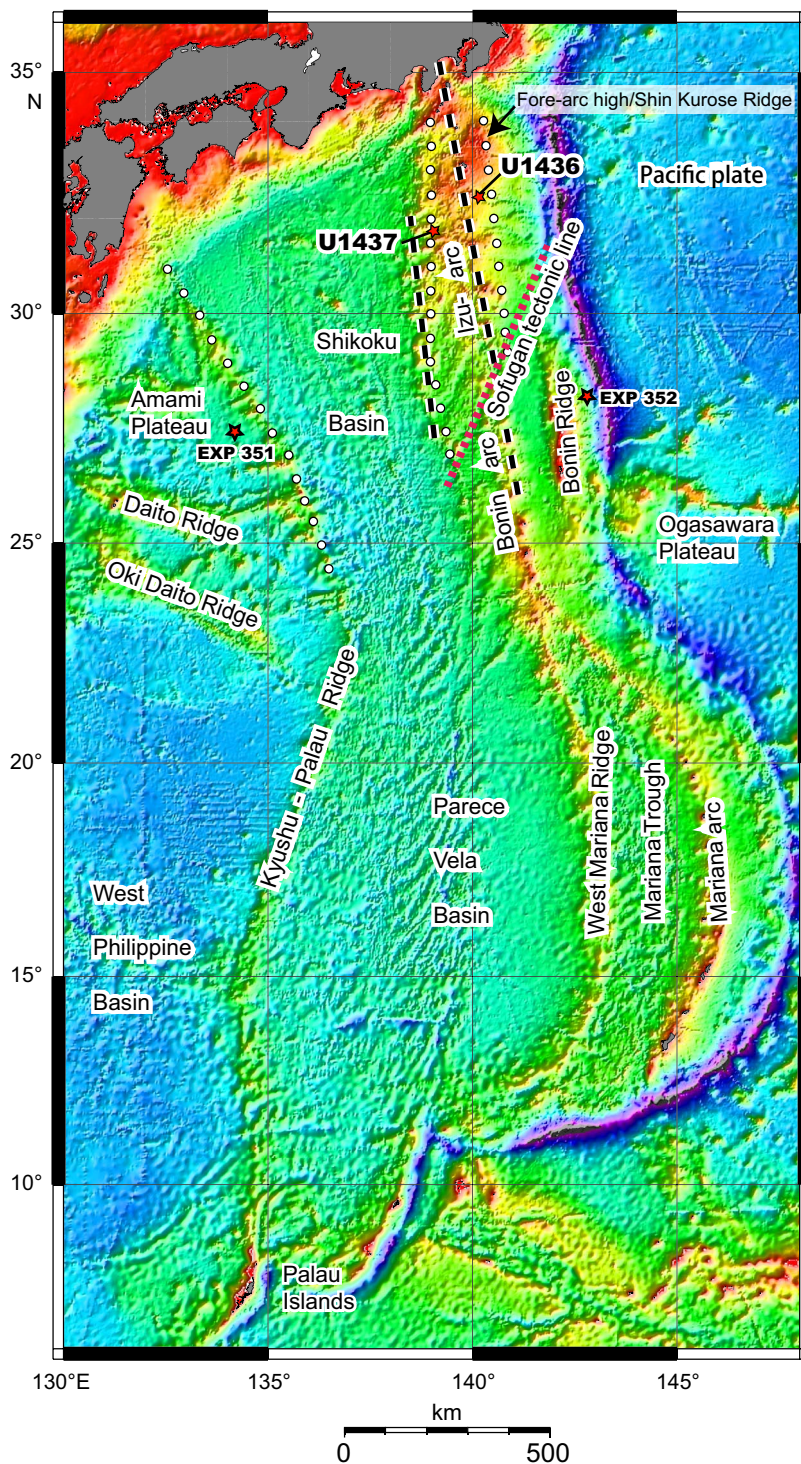 35°
N
Fore-arc high/Shin Kurose Ridge
U1436
Pacific plate
U1437
Izu- arc
Sofugan tectonic line
30°
Shikoku
Basin
Amami
Plateau
EXP 351
EXP 352
Bonin Ridge
Bonin arc
Daito Ridge
Ogasawara
Plateau
25°
Oki Daito Ridge
Kyushu - Palau Ridge
20°
Parece
Vela
Basin
West Mariana Ridge
Mariana Trough
Mariana arc
West
Philippine
Basin
15°
10°
Palau
Islands
130°E
135°
140°
145°
km
0
500